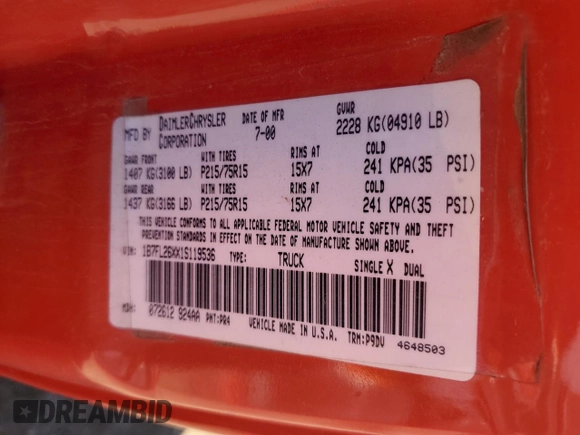 MFD BY DAIMLERCHRYSLER CORPORATION DATE OF MFR 7-00 GVWR 2228 KG(04910 LB)
GAWR FRONT WITH TIRES RIMS AT COLD
1407 KG(3100 LB) P215/75R15 15X7 241 KPA(35 PSI)
GAWR REAR WITH TIRES RIMS AT COLD
1437 KG(3166 LB) P215/75R15 15X7 241 KPA(35 PSI)
THIS VEHICLE CONFORMS TO ALL APPLICABLE FEDERAL MOTOR VEHICLE SAFETY AND THEFT
PREVENTION STANDARDS IN EFFECT ON THE DATE OF MANUFACTURE SHOWN ABOVE.
VIN: 1B7FL26XX1S119536 TYPE: TRUCK SINGLE X DUAL
MDH: 072612 924AA PNT:PR4 VEHICLE MADE IN U.S.A. TRM:P9DV 4648503
DREAMBID